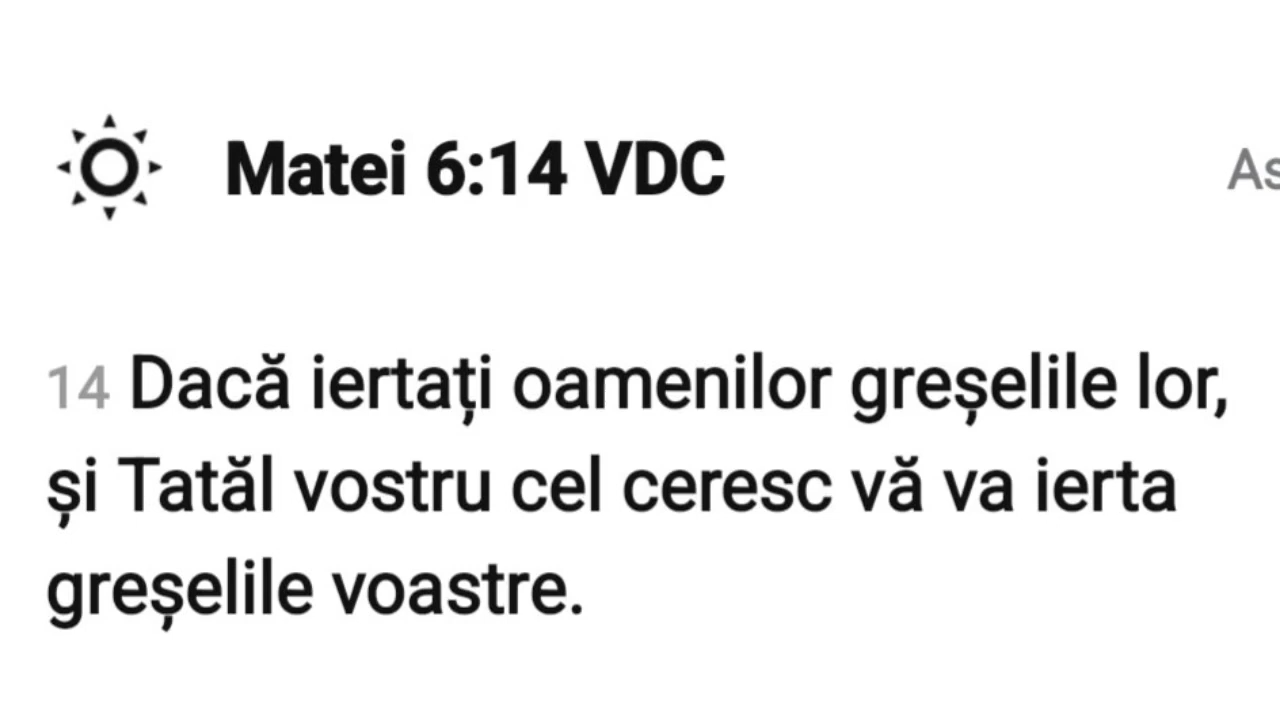 Matei 6:14 VDC
14 Dacă iertați oamenilor greșelile lor,
și Tatăl vostru cel ceresc vă va ierta
greșelile voastre.